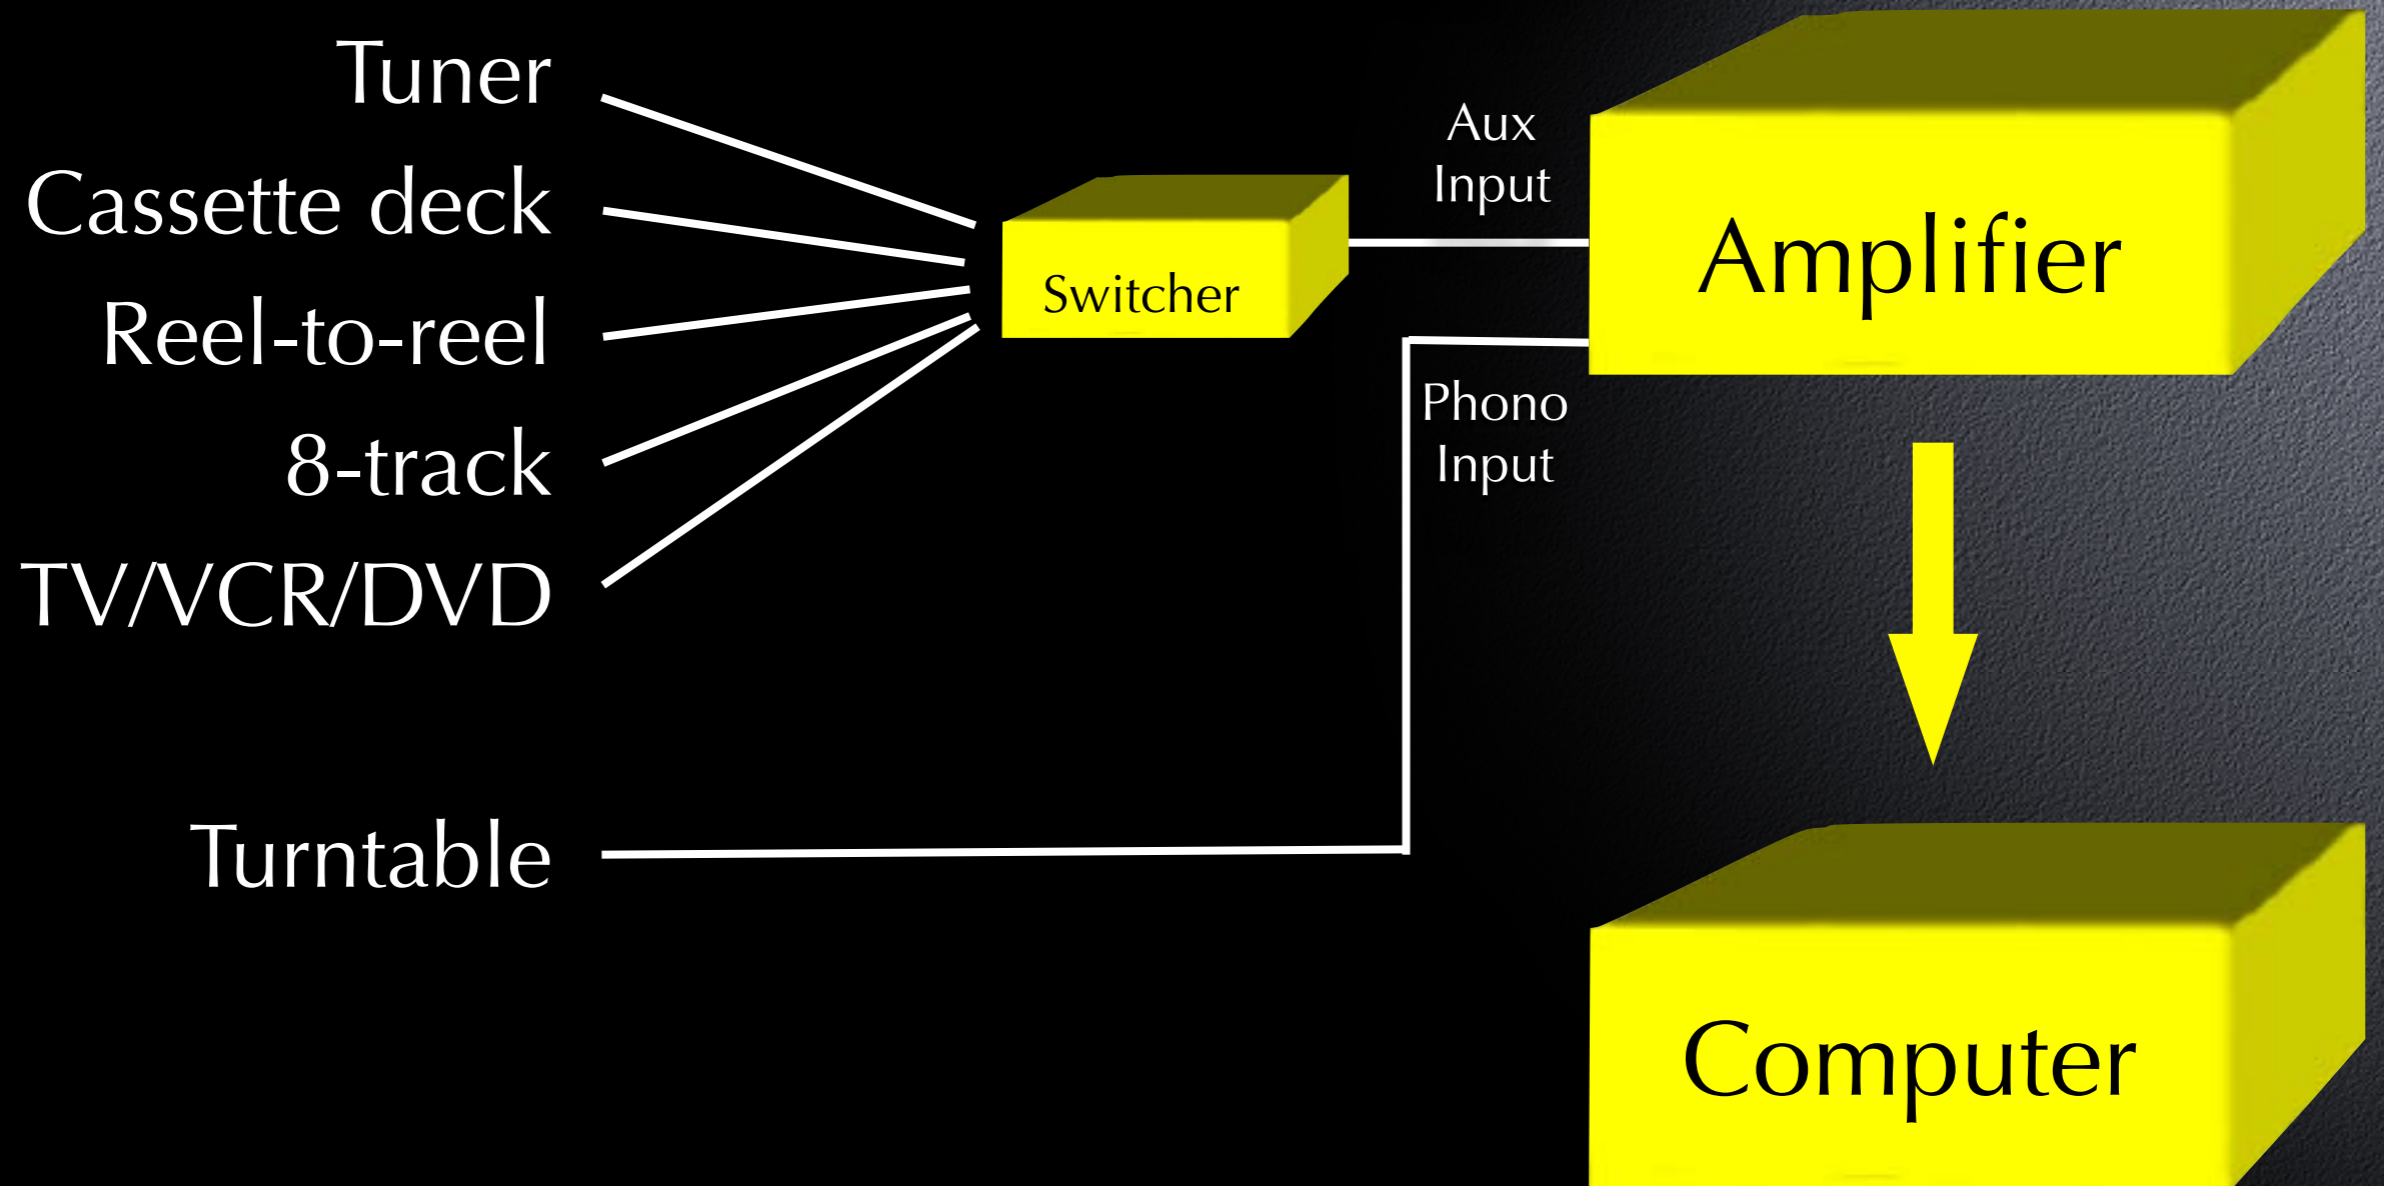 Tuner
Cassette deck
Reel-to-reel
8-track
TV/VCR/DVD
Turntable
Switcher
Aux
Input
Phono
Input
Amplifier
Computer